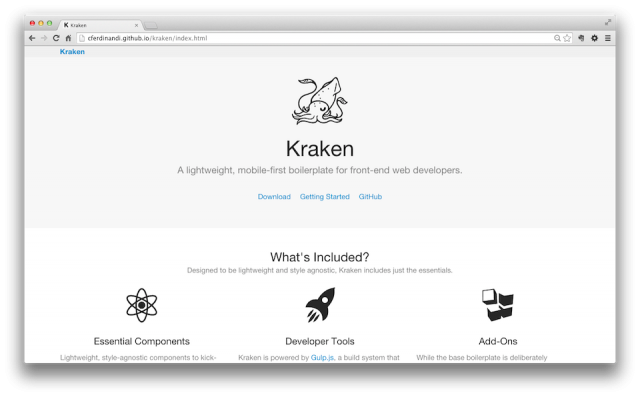 Kraken
cferdinandi.github.io/kraken/index.html
Kraken
Kraken
A lightweight, mobile-first boilerplate for front-end web developers.
Download Getting Started GitHub
What's Included?
Designed to be lightweight and style agnostic, Kraken includes just the essentials.
Essential Components Developer Tools Add-Ons
Lightweight, style-agnostic components to kick- Kraken is powered by Gulp.js, a build system that While the base boilerplate is deliberately